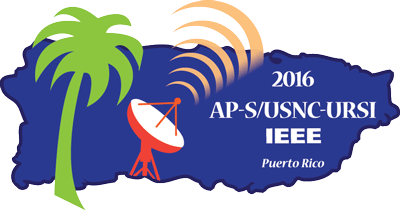 2016
AP-S/USNC-URSI
IEEE
Puerto Rico